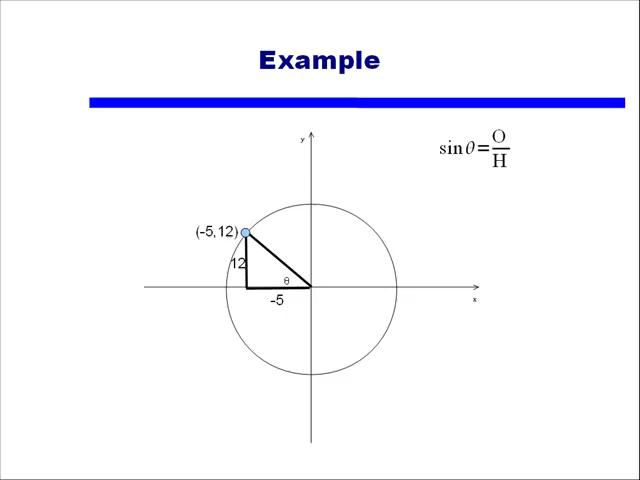 Example
y
sin θ = O/H
(-5,12)
12
θ
-5
x